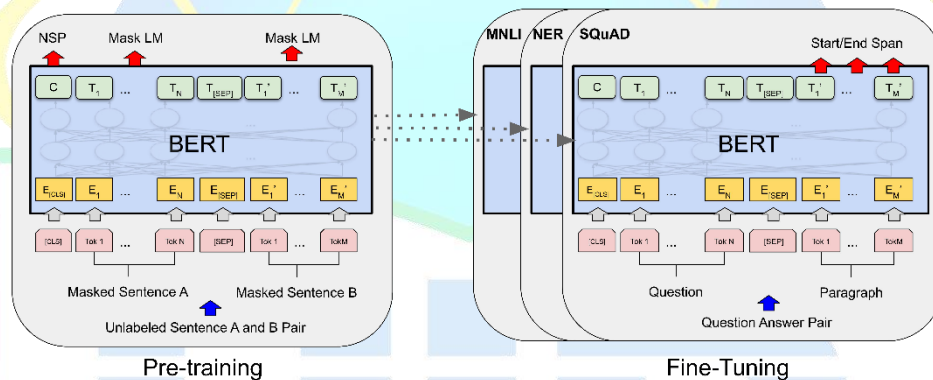 NSP Mask LM Mask LM
C T1 ... TN T[SEP] T1' ... TM'
... ...
BERT
...
E[CLS] E1 ... EN E[SEP] E1' ... EM'
[CLS] Tok 1 ... Tok N [SEP] Tok 1 ... TokM
Masked Sentence A Masked Sentence B
Unlabeled Sentence A and B Pair
Pre-training
MNLI NER SQuAD
Start/End Span
C T1 ... TN T[SEP] T1' ... TM'
... ...
BERT
...
E[CLS] E1 ... EN E[SEP] E1' ... EM'
[CLS] Tok 1 ... Tok N [SEP] Tok 1 ... TokM
Question Paragraph
Question Answer Pair
Fine-Tuning